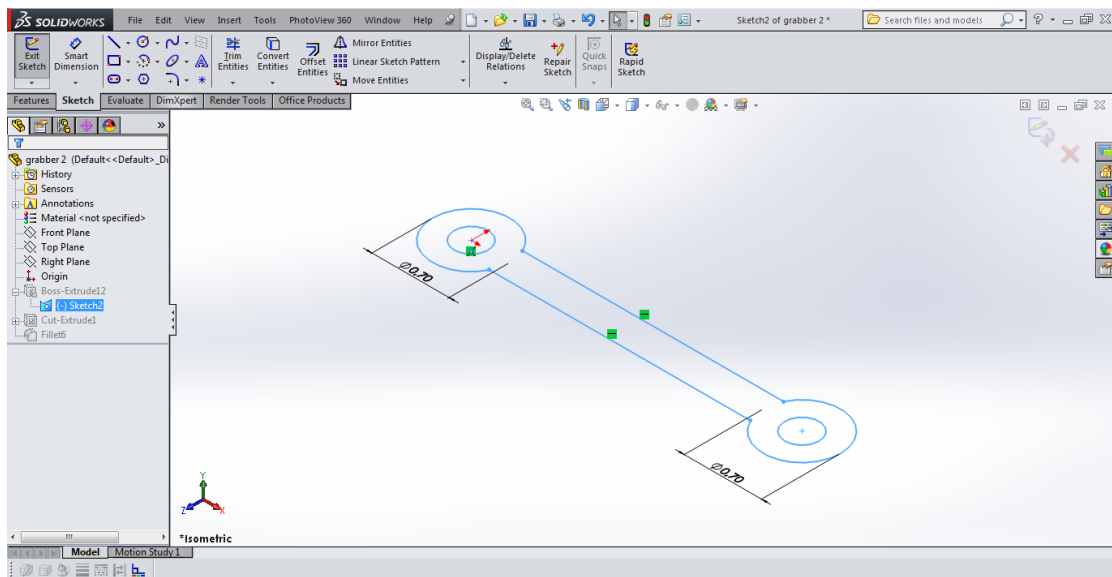 SOLIDWORKS File Edit View Insert Tools PhotoView 360 Window Help Sketch2 of grabber 2 * Search files and models
Exit Sketch
Smart Dimension
Trim Entities
Convert Entities
Offset Entities
Mirror Entities
Linear Sketch Pattern
Move Entities
Display/Delete Relations
Repair Sketch
Quick Snaps
Rapid Sketch
Features Sketch Evaluate DimXpert Render Tools Office Products
grabber 2 (Default<<Default>_Di
History
Sensors
Annotations
Material <not specified>
Front Plane
Top Plane
Right Plane
Origin
Boss-Extrude12
(-) Sketch2
Cut-Extrude1
Fillet6
Ø0.70
Ø0.70
Y
Z
X
*Isometric
Model Motion Study 1